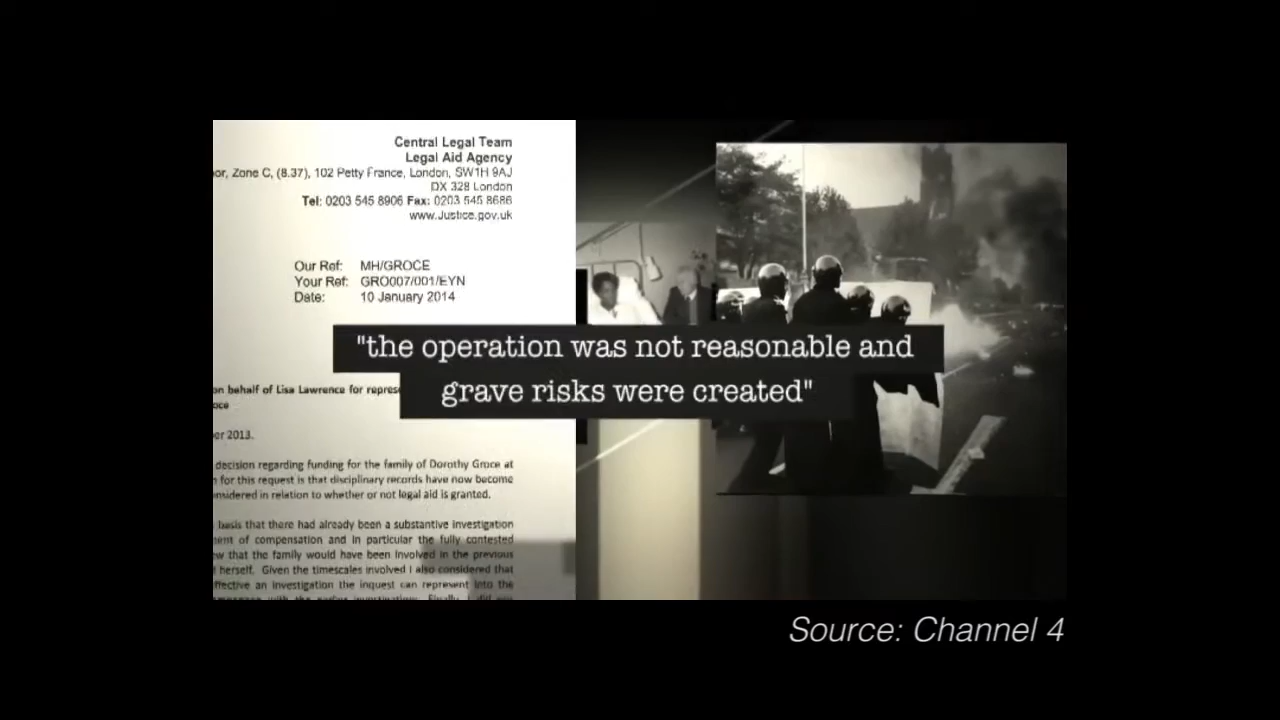 Central Legal Team
Legal Aid Agency
or, Zone C, (8.37), 102 Petty France, London, SW1H 9AJ
DX 328 London
Tel: 0203 545 8906 Fax: 0203 545 8686
www.Justice.gov.uk
Our Ref: MH/GROCE
Your Ref: GRO007/001/EYN
Date: 10 January 2014
"the operation was not reasonable and
grave risks were created"
on behalf of Lisa Lawrence for repres
oce
er 2013.
decision regarding funding for the family of Dorothy Groce at
for this request is that disciplinary records have now become
nsidered in relation to whether or not legal aid is granted.
basis that there had already been a substantive investigation
ent of compensation and in particular the fully contested
w that the family would have been involved in the previous
herself. Given the timescales involved I also considered that
ffective an investigation the inquest can represent into the
Source: Channel 4